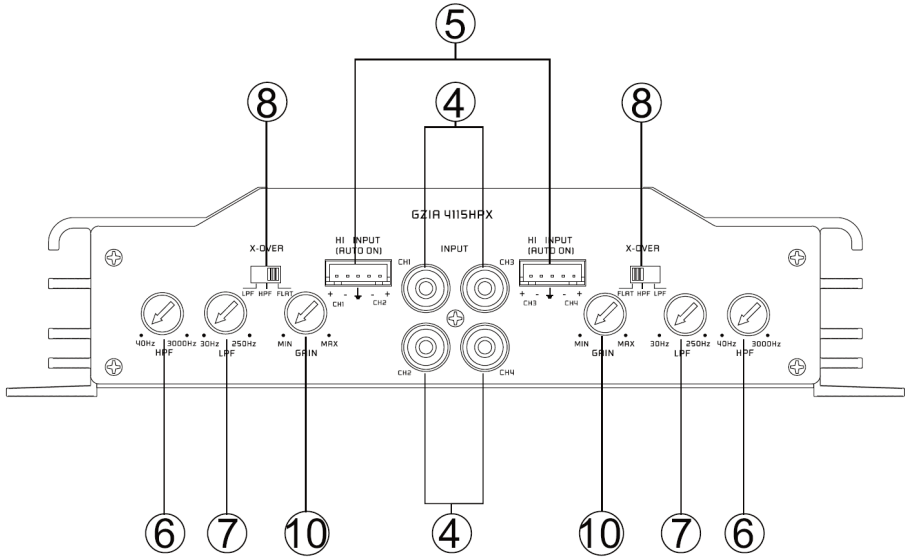 5
4
8
8
GZIA 4115HPX
X-OVER
HI INPUT
(AUTO ON)
INPUT
HI INPUT
(AUTO ON)
X-OVER
CH1
CH3
LPF HPF FLAT
+ - - +
CH1 CH2
+ - - +
CH3 CH4
FLAT HPF LPF
40Hz 3000Hz
HPF
30Hz 250Hz
LPF
MIN MAX
GAIN
CH2
CH4
MIN MAX
GAIN
30Hz 250Hz
LPF
40Hz 3000Hz
HPF
6
7
10
4
10
7
6